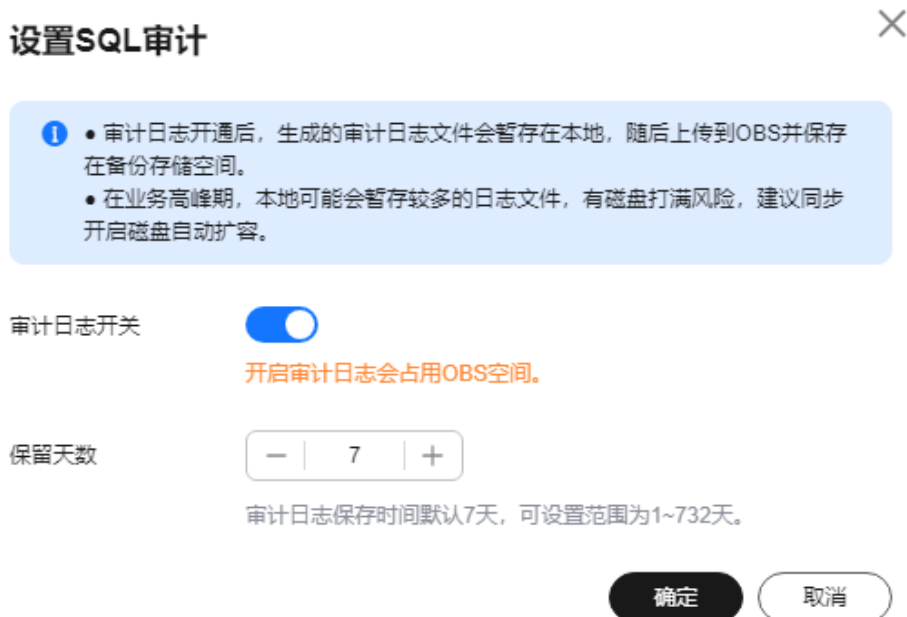 设置SQL审计
● 审计日志开通后，生成的审计日志文件会暂存在本地，随后上传到OBS并保存
在备份存储空间。
● 在业务高峰期，本地可能会暂存较多的日志文件，有磁盘打满风险，建议同步
开启磁盘自动扩容。
审计日志开关
开启审计日志会占用OBS空间。
保留天数
7
审计日志保存时间默认7天，可设置范围为1~732天。
确定 取消